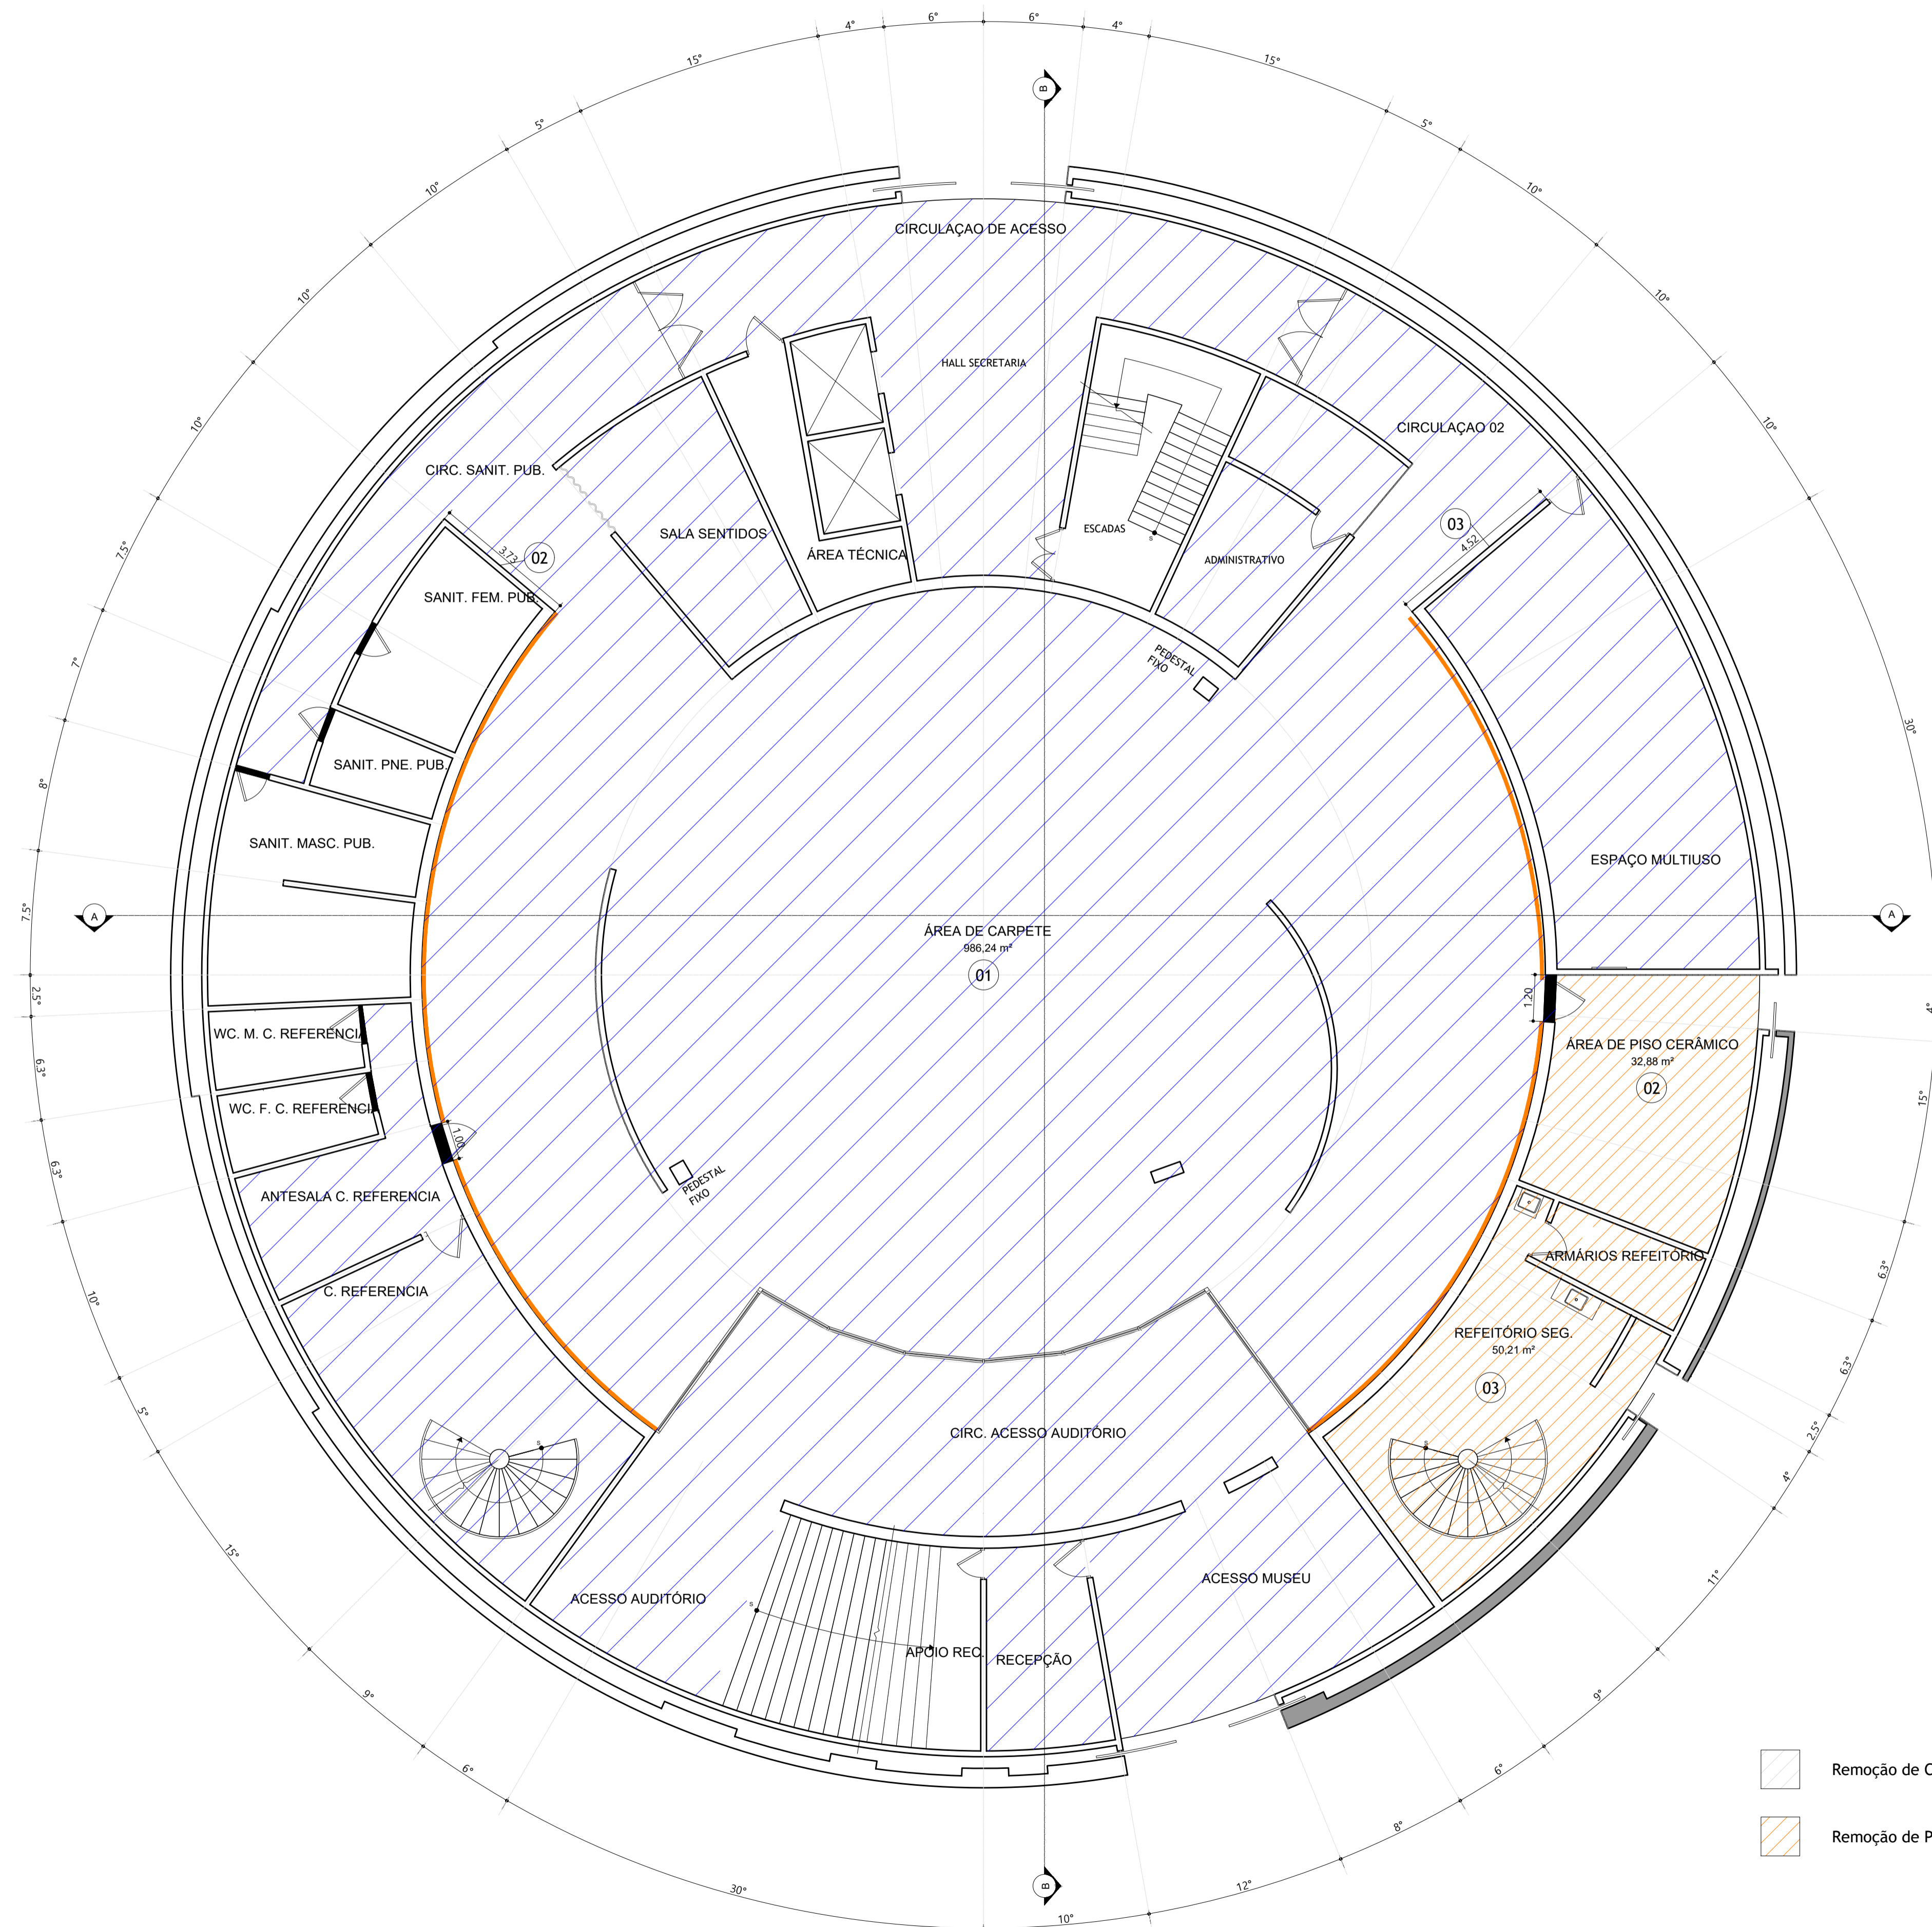 4°
6°
6°
4°
15°
15°
B
5°
5°
10°
10°
CIRCULAÇAO DE ACESSO
10°
10°
HALL SECRETARIA
10°
10°
CIRCULAÇAO 02
CIRC. SANIT. PUB.
03
4.52
ESCADAS
SALA SENTIDOS
S
ÁREA TÉCNICA
ADMINISTRATIVO
02
3.73
7.5°
SANIT. FEM. PUB.
PEDESTAL
FIXO
7°
30°
SANIT. PNE. PUB.
8°
SANIT. MASC. PUB.
ESPAÇO MULTIUSO
7.5°
A
A
ÁREA DE CARPETE
986,24 m²
01
2.5°
1.20
4°
WC. M. C. REFERENCIA
ÁREA DE PISO CERÂMICO
32,88 m²
02
6.3°
WC. F. C. REFERENCIA
15°
1.00
6.3°
PEDESTAL
FIXO
ANTESALA C. REFERENCIA
ARMÁRIOS REFEITÓRIO
6.3°
C. REFERENCIA
10°
REFEITÓRIO SEG.
50,21 m²
03
6.3°
5°
2.5°
CIRC. ACESSO AUDITÓRIO
S
S
4°
15°
11°
ACESSO MUSEU
ACESSO AUDITÓRIO
S
APOIO REC.
RECEPÇÃO
9°
9°
6°
6°
Remoção de C
8°
Remoção de P
30°
12°
B
10°